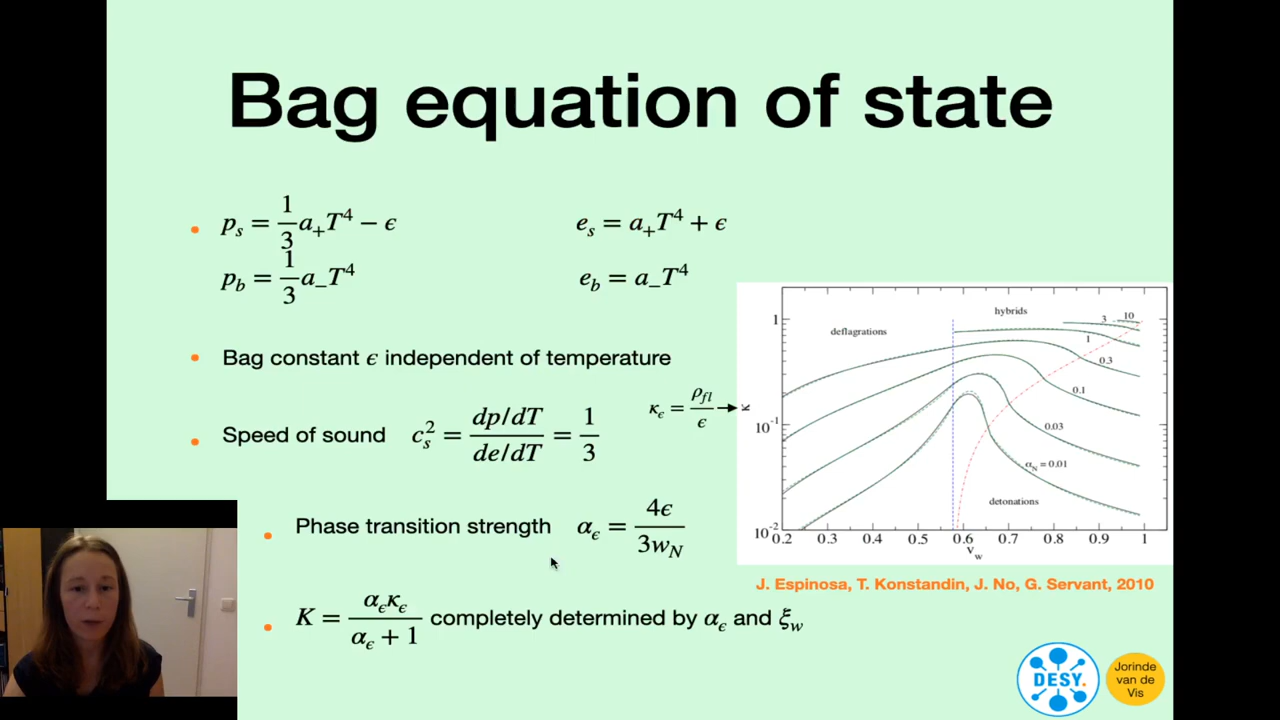 Bag equation of state
p_s = 1/3 a_+T^4 − ϵ
e_s = a_+T^4 + ϵ
p_b = 1/3 a_−T^4
e_b = a_−T^4
Bag constant ϵ independent of temperature
Speed of sound c_s^2 = dp/dT / de/dT = 1/3
κ_ϵ = ρ_fl / ϵ
Phase transition strength α_ϵ = 4ϵ / 3w_N
K = α_ϵκ_ϵ / α_ϵ + 1 completely determined by α_ϵ and ξ_w
deflagrations
hybrids
3
10
1
0.3
0.1
0.03
α_N = 0.01
detonations
κ
1
10^-1
10^-2
0.2 0.3 0.4 0.5 0.6 0.7 0.8 0.9 1
v_w
J. Espinosa, T. Konstandin, J. No, G. Servant, 2010
DESY.
Jorinde
van de
Vis